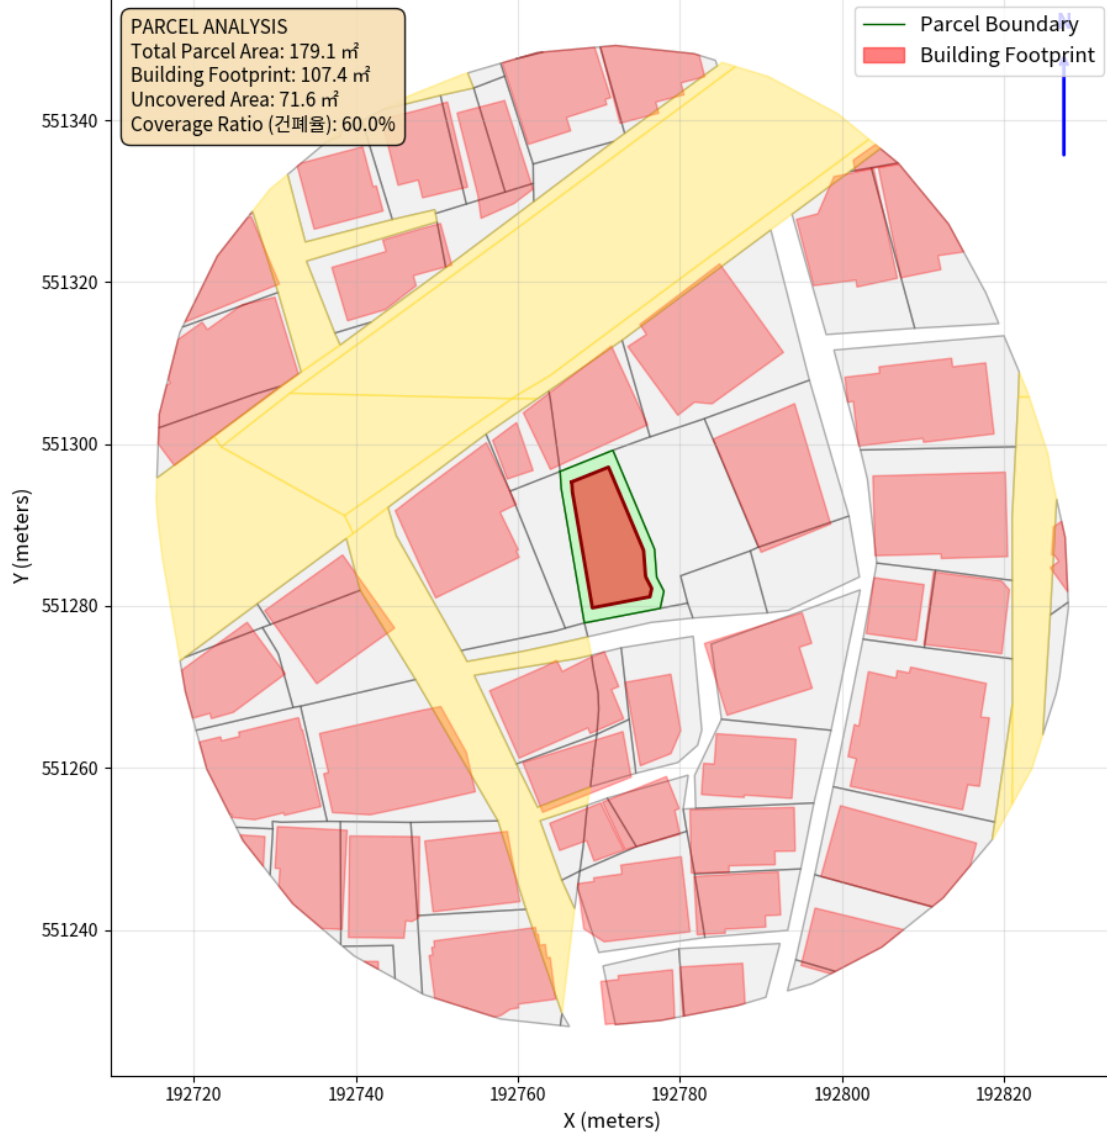 PARCEL ANALYSIS
Total Parcel Area: 179.1 ㎡
Building Footprint: 107.4 ㎡
Uncovered Area: 71.6 ㎡
Coverage Ratio (건폐율): 60.0%
Parcel Boundary
Building Footprint
N
551340
551320
551300
551280
551260
551240
Y (meters)
192720
192740
192760
192780
192800
192820
X (meters)